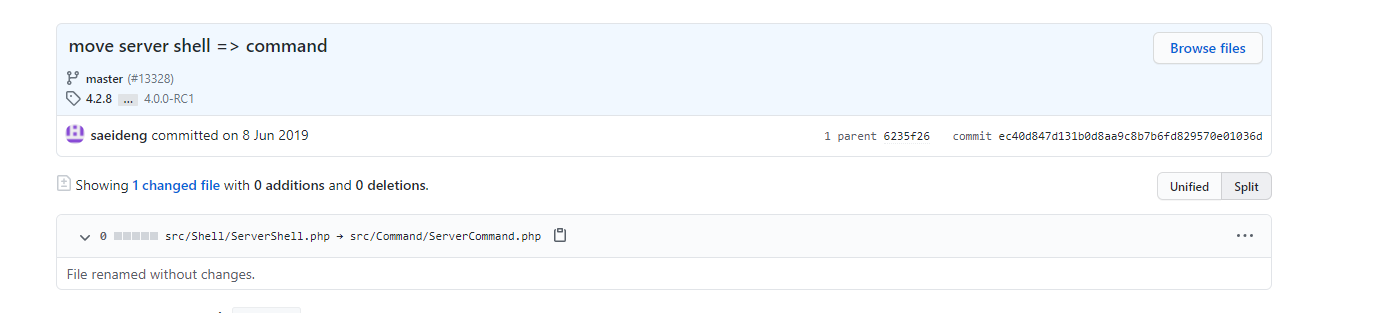 move server shell => command
Browse files
master (#13328)
4.2.8 ... 4.0.0-RC1
saeideng committed on 8 Jun 2019
1 parent 6235f26 commit ec40d847d131b0d8aa9c8b7b6fd829570e01036d
Showing 1 changed file with 0 additions and 0 deletions.
Unified Split
0 src/Shell/ServerShell.php → src/Command/ServerCommand.php
File renamed without changes.